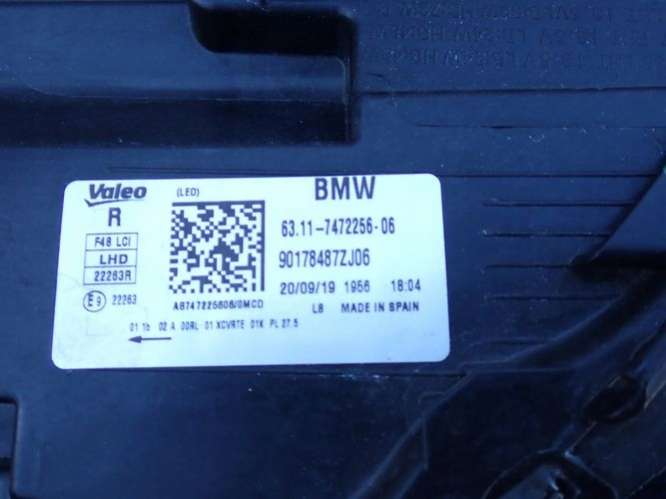 Valeo
(LED)
BMW
R
F48 LCI
LHD
22263R
E9 22263
63.11-7472256-06
90178487ZJ06
20/09/19 1956 18:04
L8 MADE IN SPAIN
A8747225606/0MCD
01 1b 02 A 00RL 01 XCVRTE 01X PL 27.5